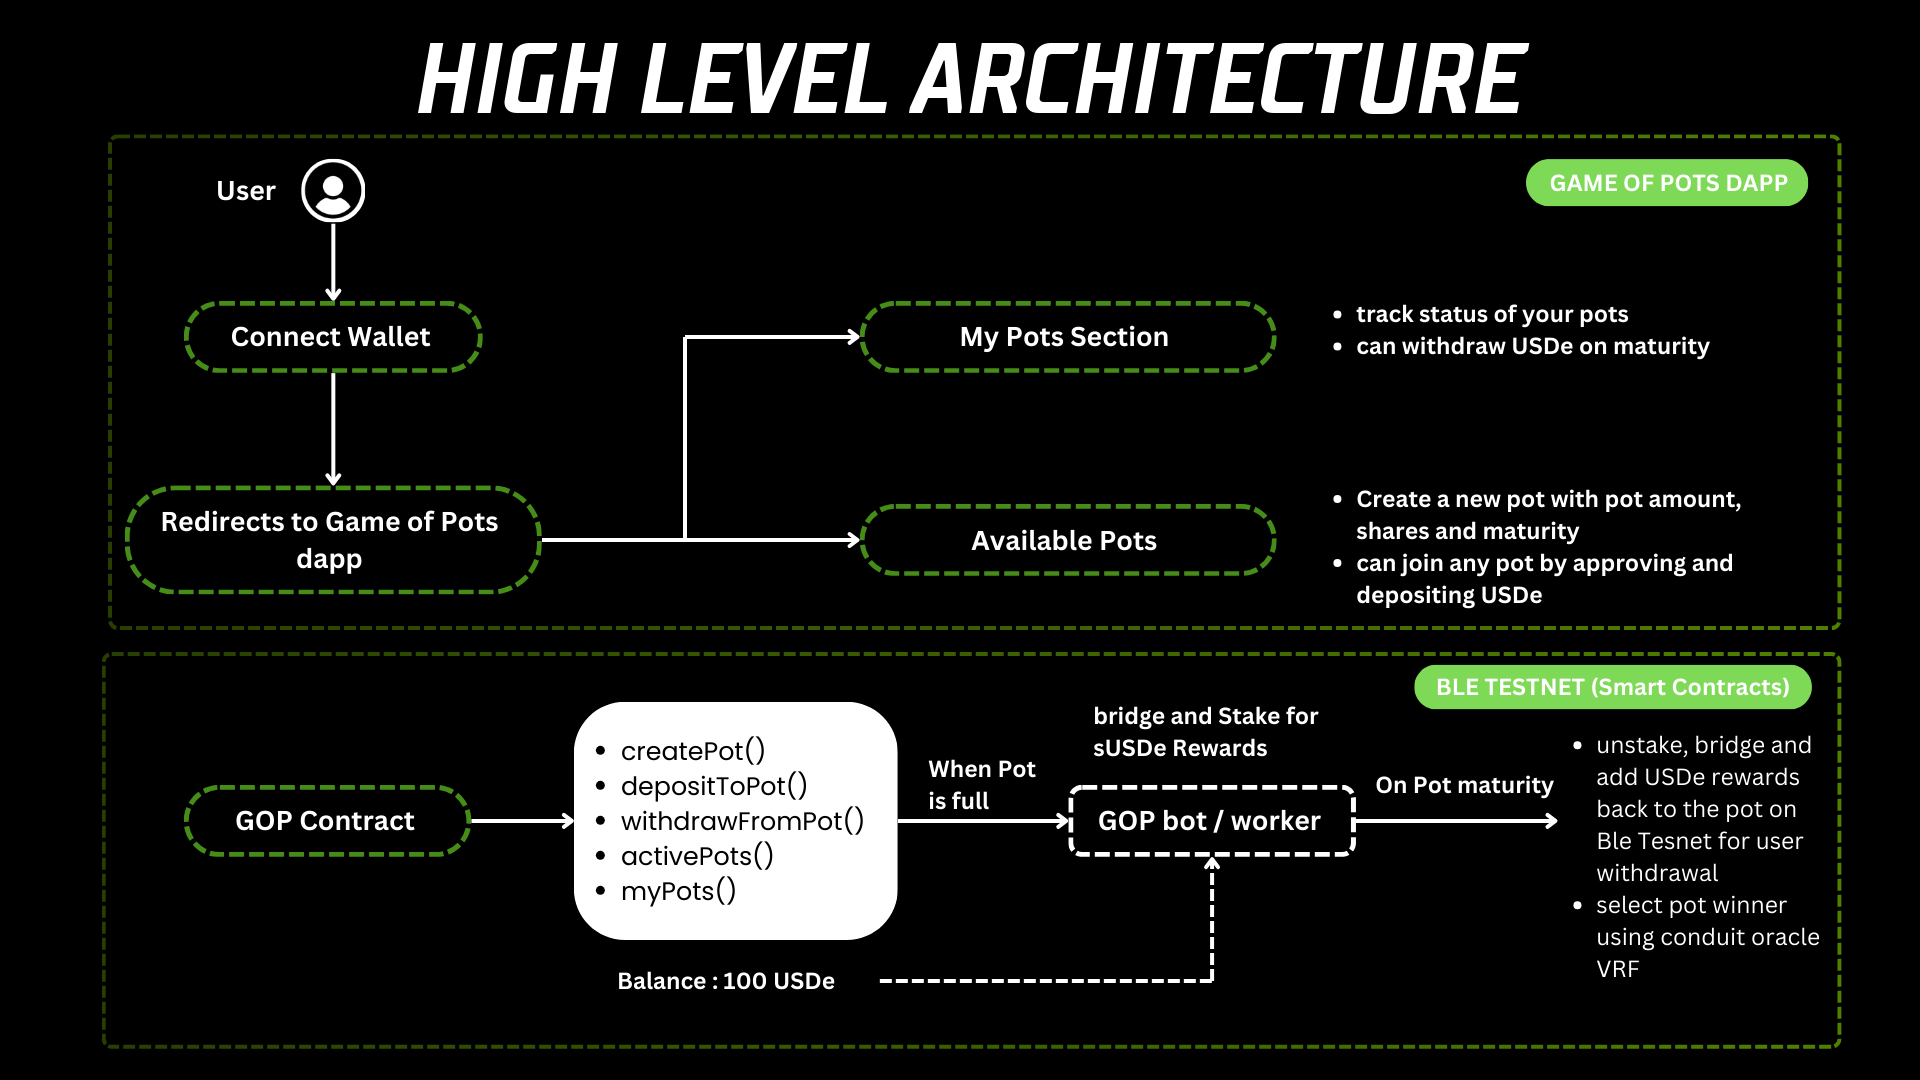 HIGH LEVEL ARCHITECTURE
User
GAME OF POTS DAPP
Connect Wallet
My Pots Section
• track status of your pots
• can withdraw USDe on maturity
Redirects to Game of Pots
dapp
Available Pots
• Create a new pot with pot amount,
shares and maturity
• can join any pot by approving and
depositing USDe
BLE TESTNET (Smart Contracts)
GOP Contract
• createPot()
• depositToPot()
• withdrawFromPot()
• activePots()
• myPots()
When Pot
is full
bridge and Stake for
sUSDe Rewards
GOP bot / worker
On Pot maturity
• unstake, bridge and
add USDe rewards
back to the pot on
Ble Tesnet for user
withdrawal
• select pot winner
using conduit oracle
VRF
Balance : 100 USDe